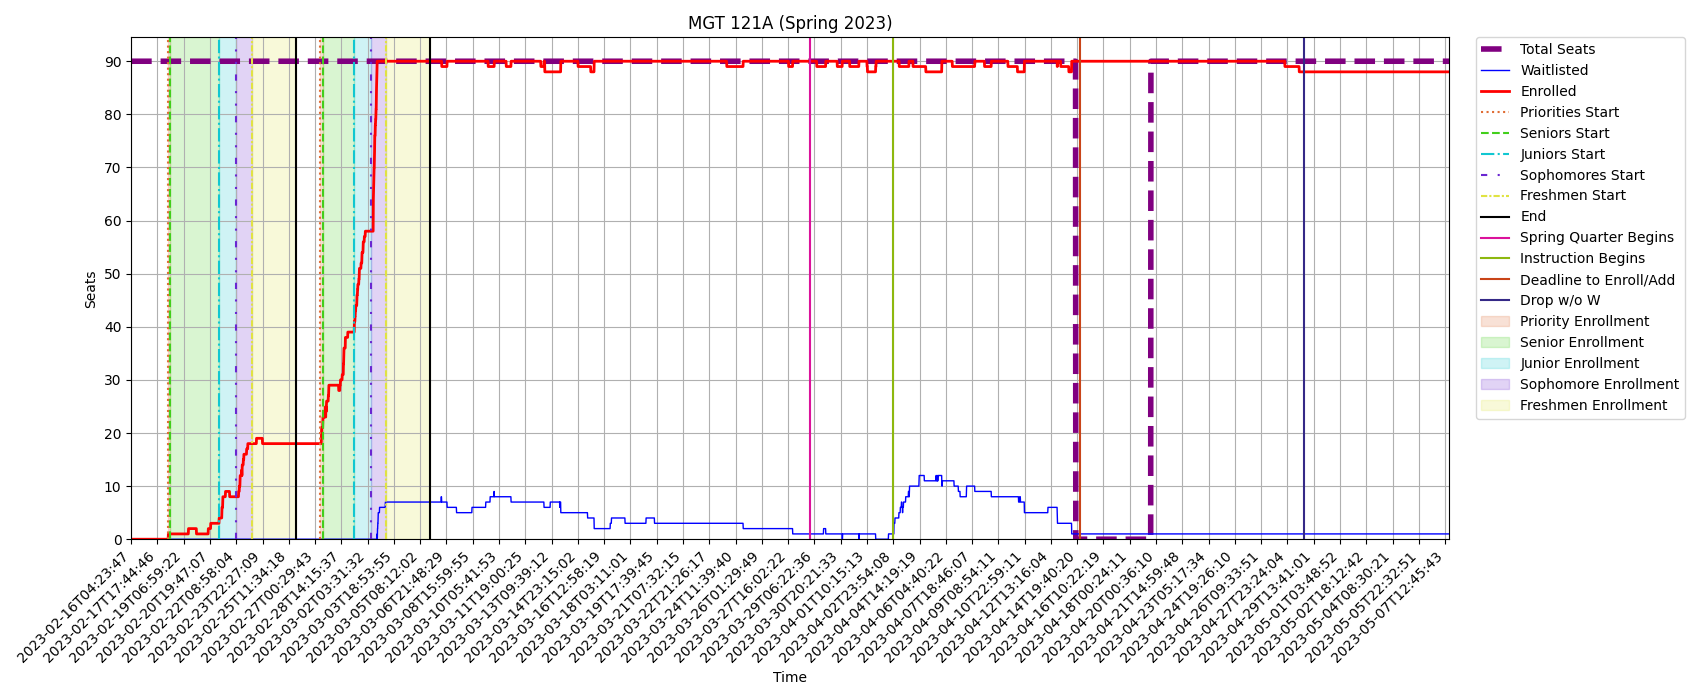 MGT 121A (Spring 2023)
Seats
90
80
70
60
50
40
30
20
10
0
2023-02-16T04:23:47
2023-02-17T17:44:46
2023-02-19T06:59:22
2023-02-20T19:47:07
2023-02-22T08:58:04
2023-02-23T22:27:09
2023-02-25T11:34:18
2023-02-27T00:29:43
2023-02-28T14:15:37
2023-03-02T03:31:32
2023-03-03T18:53:55
2023-03-05T08:12:02
2023-03-06T21:48:29
2023-03-08T15:59:55
2023-03-10T05:41:53
2023-03-11T19:00:25
2023-03-13T09:39:12
2023-03-14T23:15:02
2023-03-16T12:58:19
2023-03-18T03:11:01
2023-03-19T17:39:45
2023-03-21T07:32:15
2023-03-22T21:26:17
2023-03-24T11:39:40
2023-03-26T01:29:49
2023-03-27T16:02:22
2023-03-29T06:22:36
2023-03-30T20:21:33
2023-04-01T10:15:13
2023-04-02T23:54:08
2023-04-04T14:19:19
2023-04-06T04:40:22
2023-04-07T18:46:07
2023-04-09T08:54:11
2023-04-10T22:59:11
2023-04-12T13:16:04
2023-04-14T19:40:20
2023-04-16T10:22:19
2023-04-18T00:24:11
2023-04-20T00:36:10
2023-04-21T14:59:48
2023-04-23T05:17:34
2023-04-24T19:26:10
2023-04-26T09:33:51
2023-04-27T23:24:04
2023-04-29T13:41:01
2023-05-01T03:48:52
2023-05-02T18:12:42
2023-05-04T08:30:21
2023-05-05T22:32:51
2023-05-07T12:45:43
Time
Total Seats
Waitlisted
Enrolled
Priorities Start
Seniors Start
Juniors Start
Sophomores Start
Freshmen Start
End
Spring Quarter Begins
Instruction Begins
Deadline to Enroll/Add
Drop w/o W
Priority Enrollment
Senior Enrollment
Junior Enrollment
Sophomore Enrollment
Freshmen Enrollment